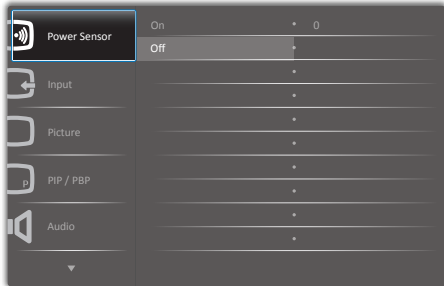 Power Sensor
On
0
Off
Input
Picture
P
PIP / PBP
Audio